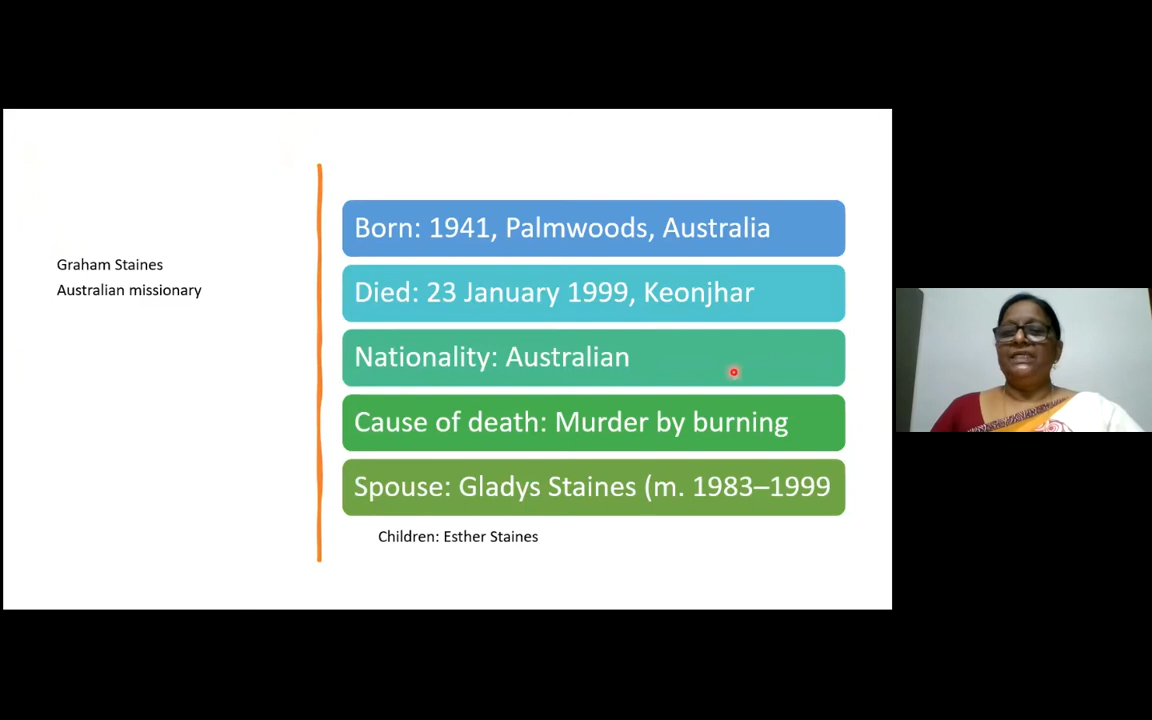 Graham Staines
Australian missionary
Born: 1941, Palmwoods, Australia
Died: 23 January 1999, Keonjhar
Nationality: Australian
Cause of death: Murder by burning
Spouse: Gladys Staines (m. 1983–1999
Children: Esther Staines